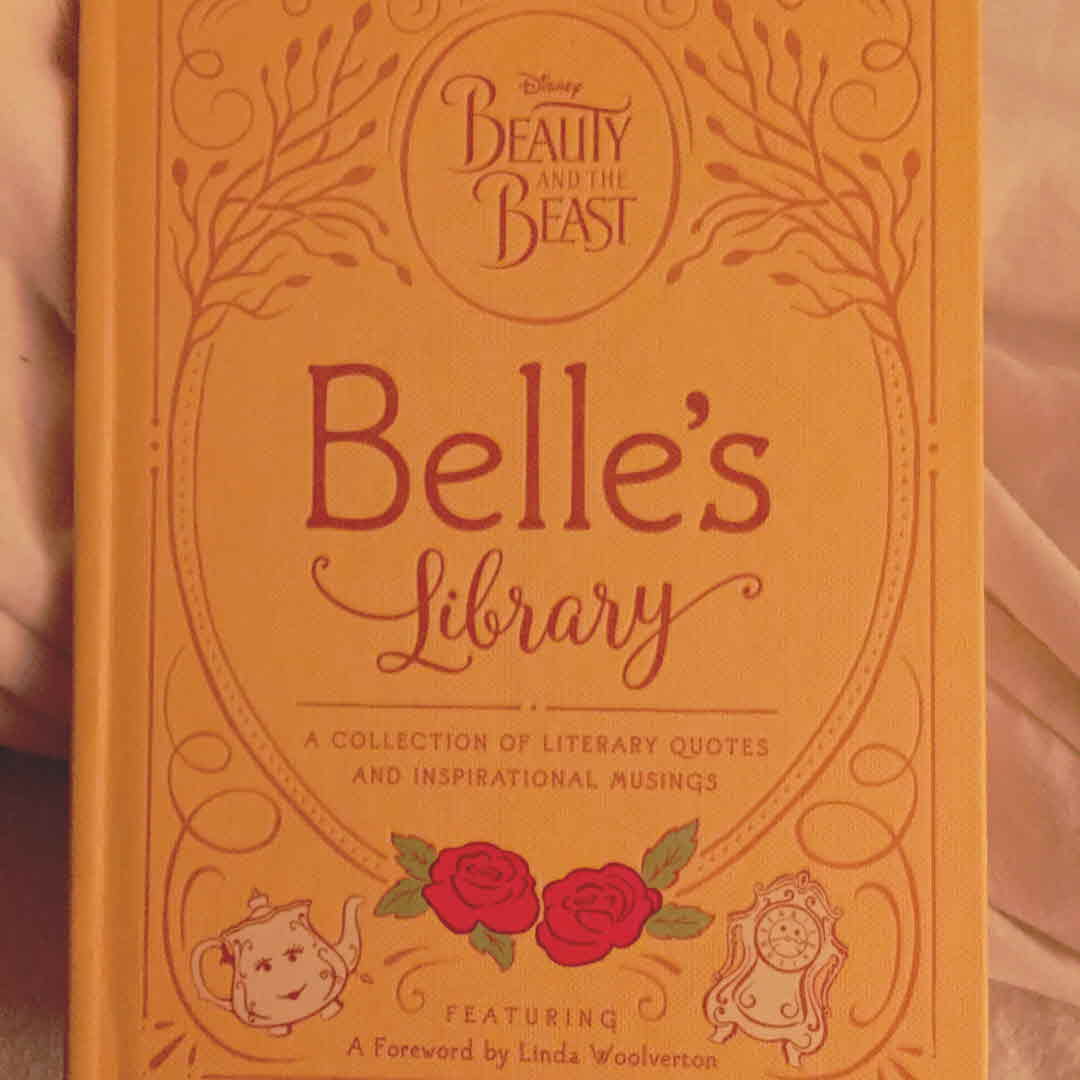 Disney
BEAUTY
AND THE
BEAST
Belle's
Library
A COLLECTION OF LITERARY QUOTES
AND INSPIRATIONAL MUSINGS
FEATURING
A Foreword by Linda Woolverton